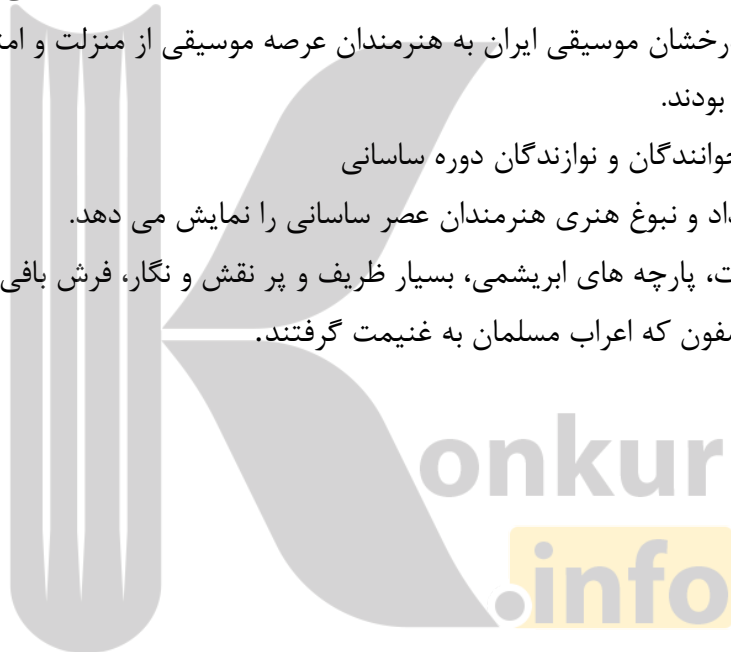 رخشان موسیقی ایران به هنرمندان عرصه موسیقی از منزلت و
بودند.
خوانندگان و نوازندگان دوره ساسانی
داد و نبوغ هنری هنرمندان عصر ساسانی را نمایش می دهد.
ت، پارچه های ابریشمی، بسیار ظریف و پر نقش و نگار، فرش بافی
سفون که اعراب مسلمان به غنیمت گرفتند.
Konkur
.info